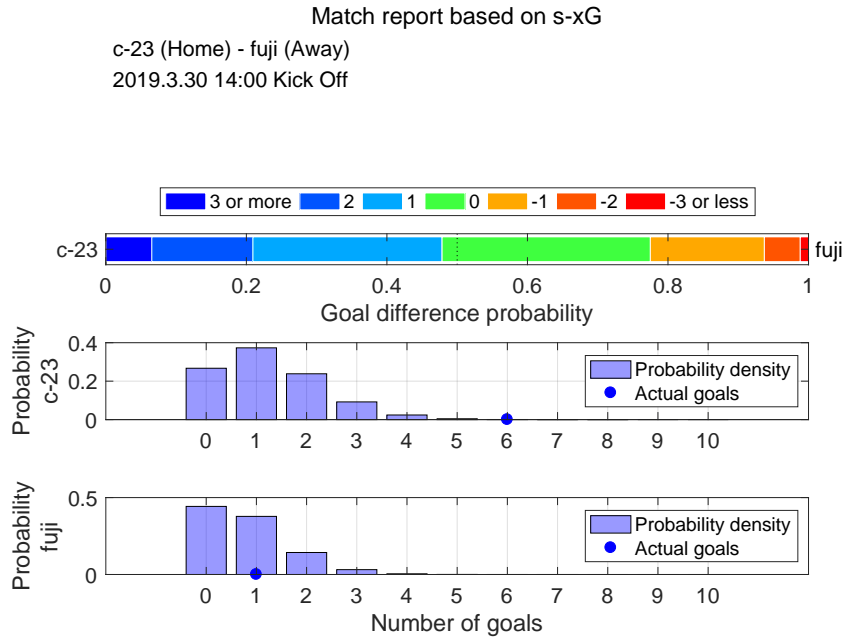 Match report based on s-xG
c-23 (Home) - fuji (Away)
2019.3.30 14:00 Kick Off
3 or more 2 1 0 -1 -2 -3 or less
c-23 fuji
0 0.2 0.4 0.6 0.8 1
Goal difference probability
Probability
c-23
0.4
0.2
0
Probability density
Actual goals
0 1 2 3 4 5 6 7 8 9 10
Probability
fuji
0.5
0
Probability density
Actual goals
0 1 2 3 4 5 6 7 8 9 10
Number of goals